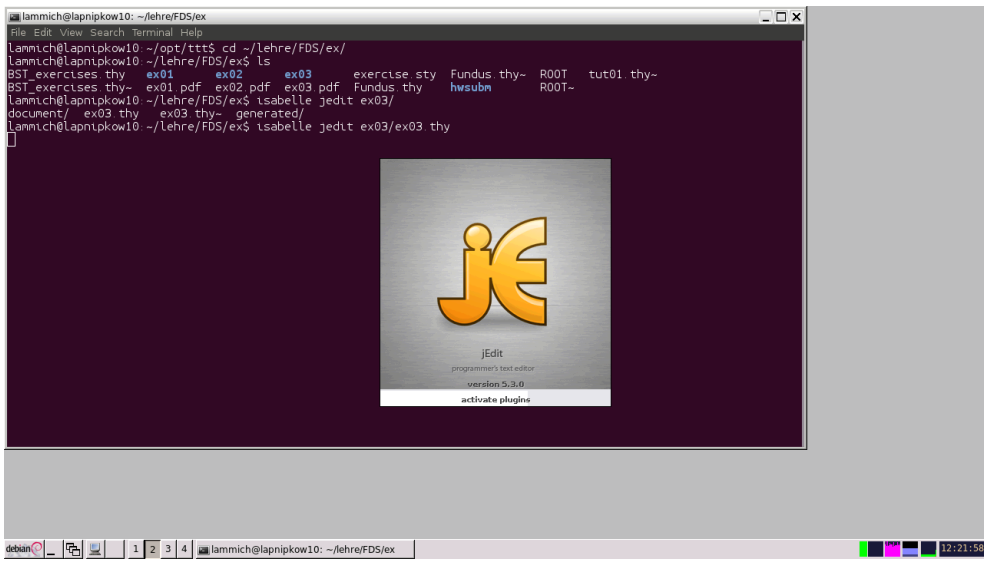 lammich@lapnipkow10: ~/lehre/FDS/ex
File Edit View Search Terminal Help
lammich@lapnipkow10:~/opt/ttt$ cd ~/lehre/FDS/ex/
lammich@lapnipkow10:~/lehre/FDS/ex$ ls
BST_exercises.thy ex01 ex02 ex03 exercise.sty Fundus.thy~ ROOT tut01.thy~
BST_exercises.thy~ ex01.pdf ex02.pdf ex03.pdf Fundus.thy hwsubm ROOT~
lammich@lapnipkow10:~/lehre/FDS/ex$ isabelle jedit ex03/
document/ ex03.thy ex03.thy~ generated/
lammich@lapnipkow10:~/lehre/FDS/ex$ isabelle jedit ex03/ex03.thy
jE
jEdit
programmer's text editor
version 5.3.0
activate plugins
debian 1 2 3 4 lammich@lapnipkow10: ~/lehre/FDS/ex 12:21:58